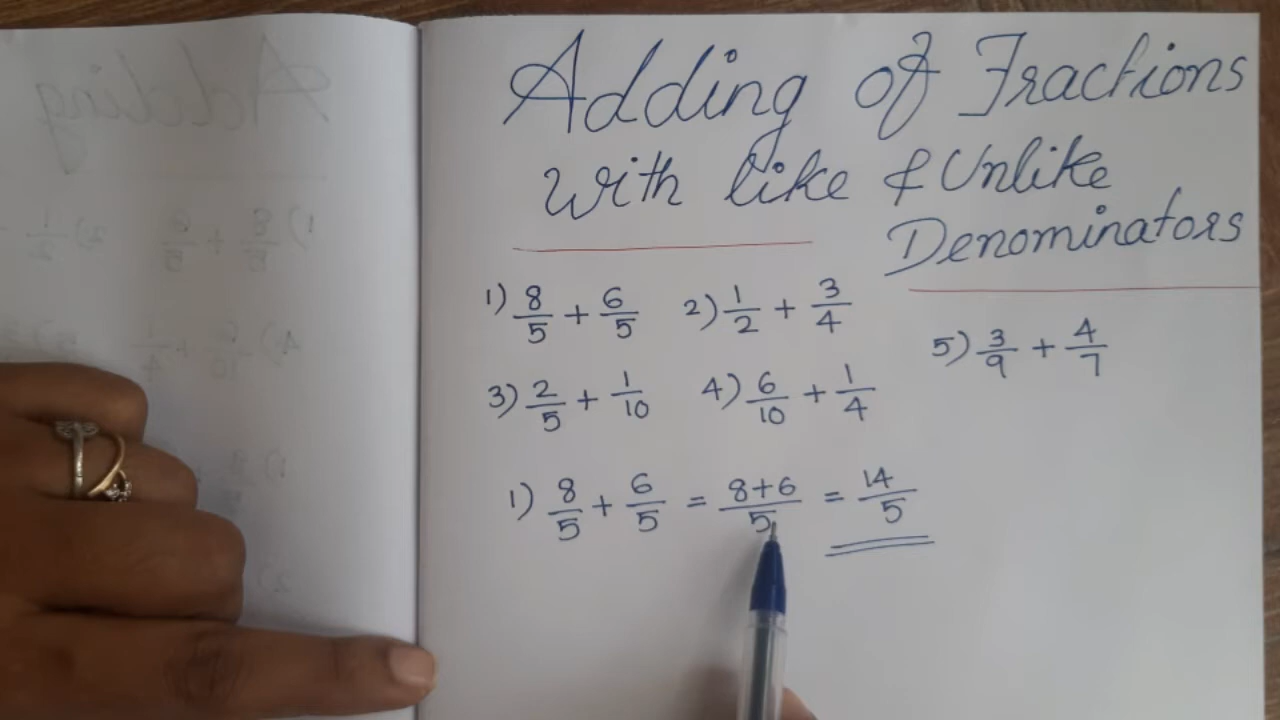 Adding of Fractions
with like & Unlike
Denominators
1) 8/5 + 6/5 2) 1/2 + 3/4
5) 3/9 + 4/7
3) 2/5 + 1/10 4) 6/10 + 1/4
1) 8/5 + 6/5 = 8+6/5 = 14/5